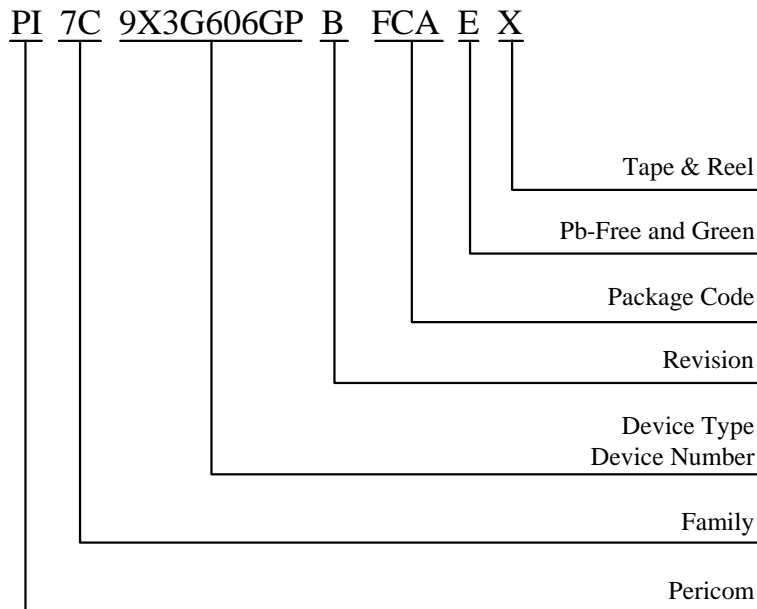 PI 7C 9X3G606GP B FCA E X
Tape & Reel
Pb-Free and Green
Package Code
Revision
Device Type
Device Number
Family
Pericom